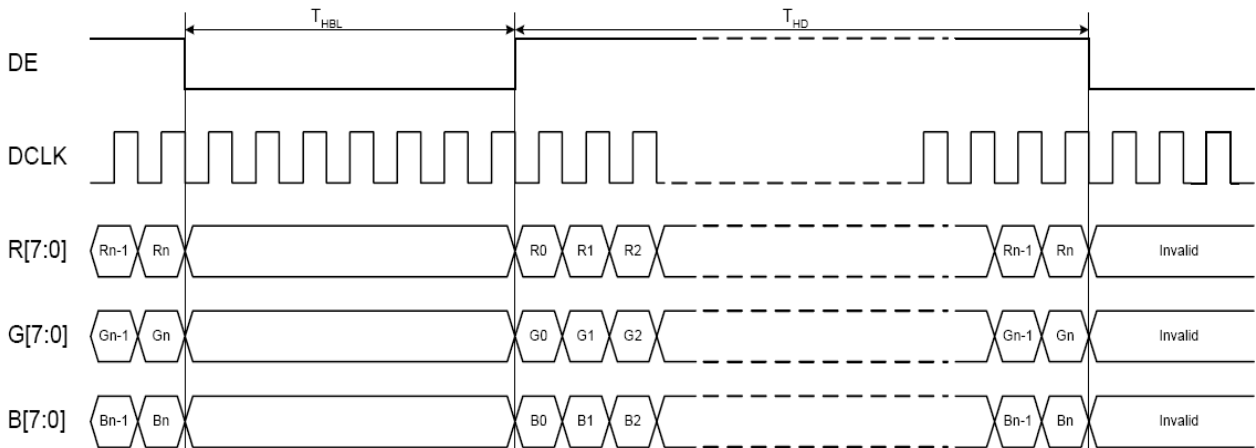 T_HBL T_HD
DE
DCLK
R[7:0] Rn-1 Rn R0 R1 R2 Rn-1 Rn Invalid
G[7:0] Gn-1 Gn G0 G1 G2 Gn-1 Gn Invalid
B[7:0] Bn-1 Bn B0 B1 B2 Bn-1 Bn Invalid